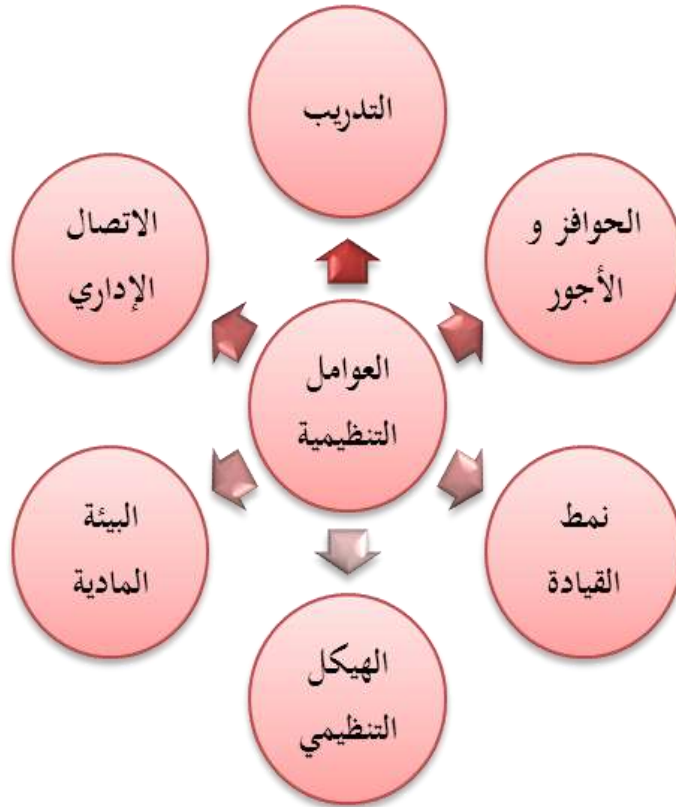 التدريب
الحوافز و
الأجور
الاتصال
الإداري
العوامل
التنظيمية
نمط
القيادة
البيئة
المادية
الهيكل
التنظيمي